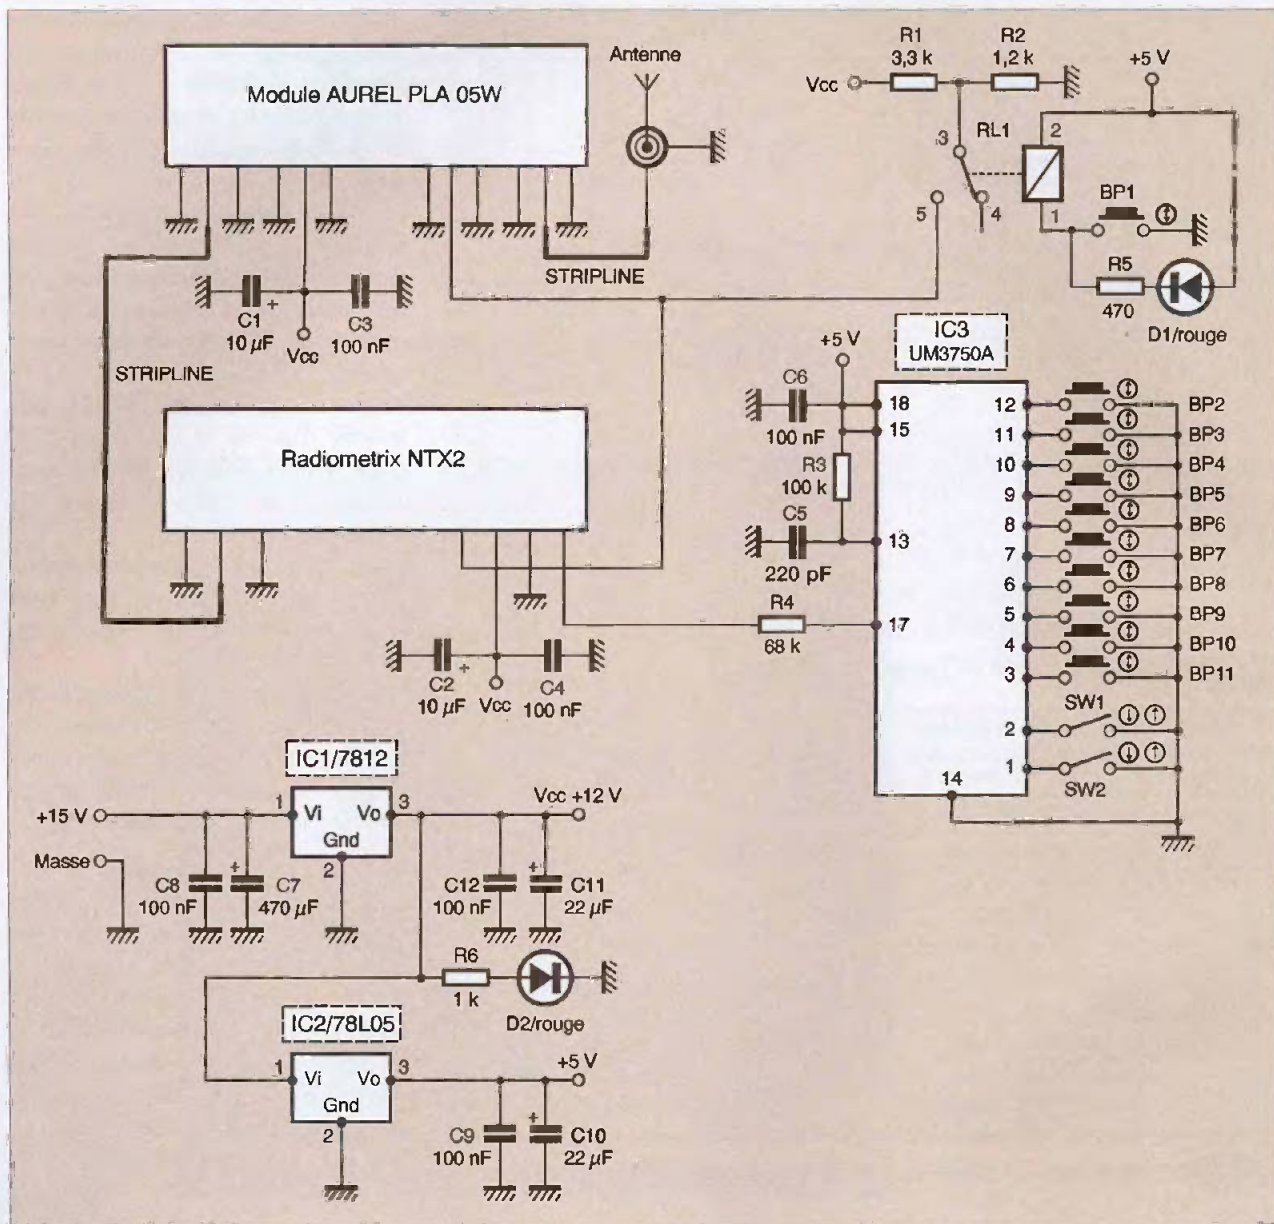 Module AUREL PLA 05W
Antenne
R1
3,3 k
R2
1,2 k
Vcc
+5 V
3
RL1
2
5
4
1
BP1
R5
470
D1/rouge
STRIPLINE
C1
10 µF
+
Vcc
C3
100 nF
STRIPLINE
Radiometrix NTX2
C2
10 µF
+
Vcc
C4
100 nF
+5 V
IC3
UM3750A
C6
100 nF
R3
100 k
C5
220 pF
R4
68 k
18
15
13
17
14
12
BP2
11
BP3
10
BP4
9
BP5
8
BP6
7
BP7
6
BP8
5
BP9
4
BP10
3
BP11
SW1
2
1
SW2
IC1/7812
+15 V
1
Vi
Vo
3
Gnd
2
Vcc +12 V
Masse
C8
100 nF
+
C7
470 µF
C12
100 nF
+
C11
22 µF
R6
1 k
D2/rouge
IC2/78L05
1
Vi
Vo
3
Gnd
2
+5 V
C9
100 nF
+
C10
22 µF